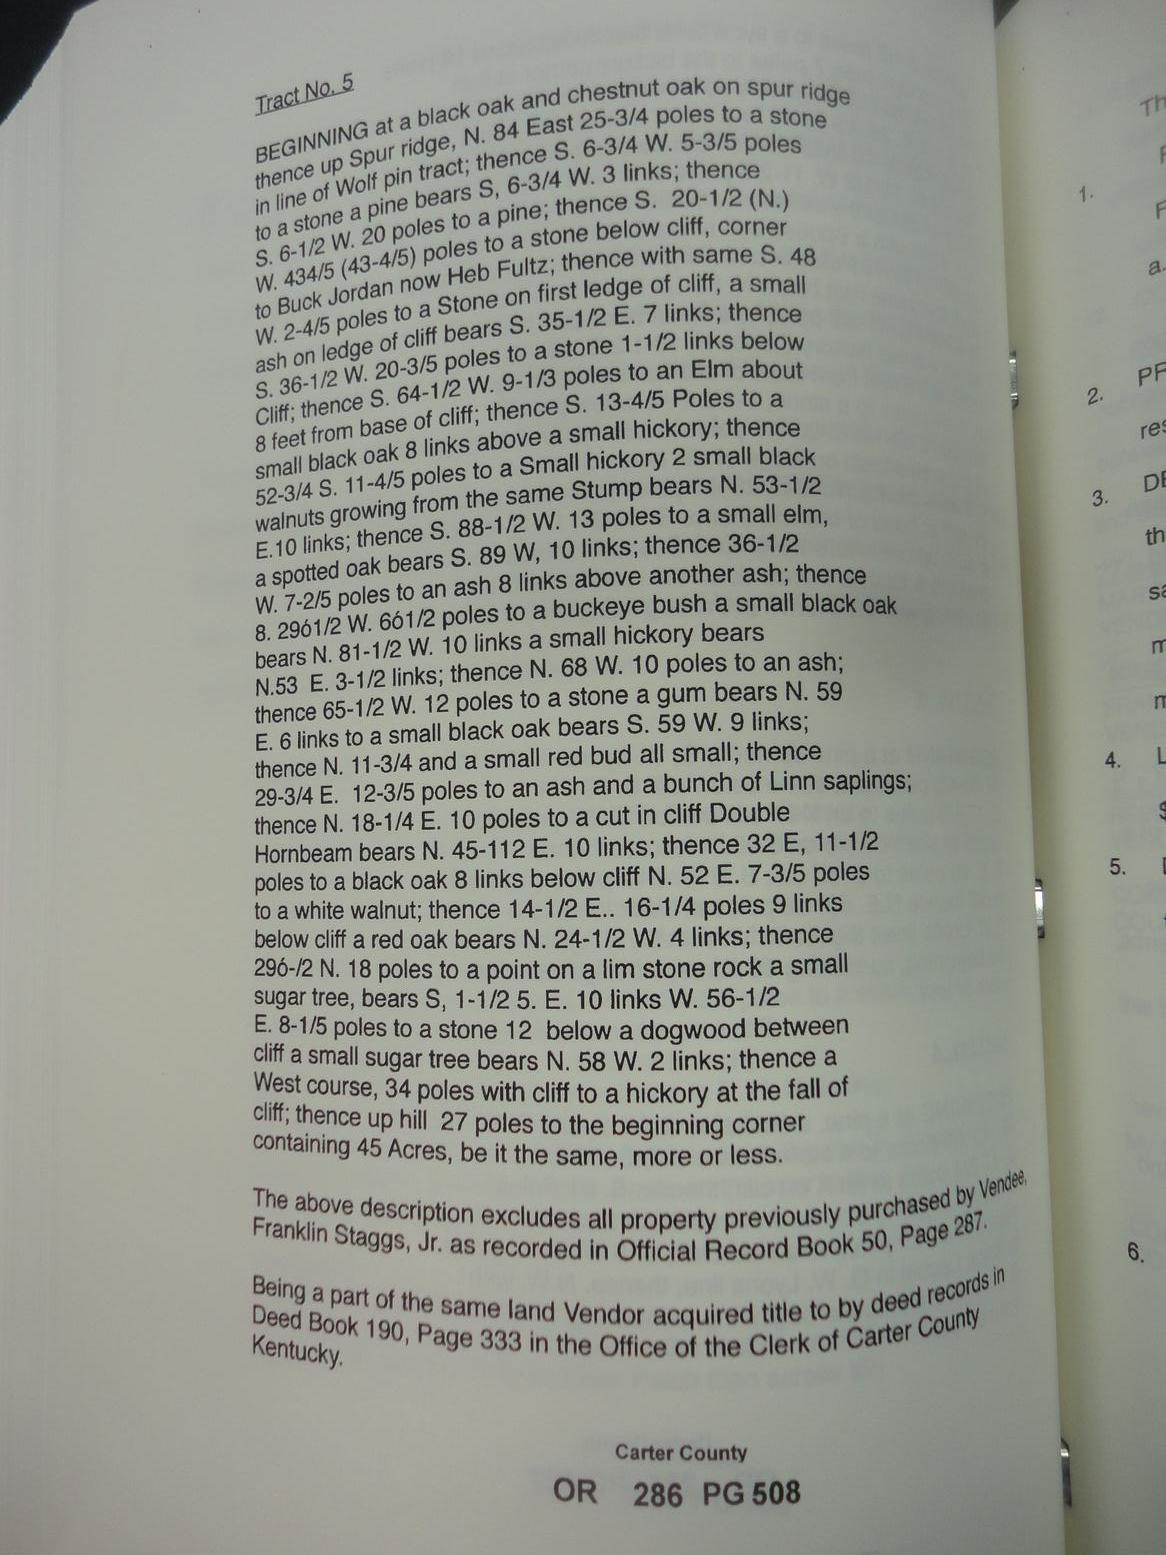 Tract No. 5
BEGINNING at a black oak and chestnut oak on spur ridge
thence up Spur ridge, N. 84 East 25-3/4 poles to a stone
in line of Wolf pin tract; thence S. 6-3/4 W. 5-3/5 poles
to a stone a pine bears S, 6-3/4 W. 3 links; thence
S. 6-1/2 W. 20 poles to a pine; thence S.  20-1/2 (N.)
W. 434/5 (43-4/5) poles to a stone below cliff, corner
to Buck Jordan now Heb Fultz; thence with same S. 48
W. 2-4/5 poles to a Stone on first ledge of cliff, a small
ash on ledge of cliff bears S. 35-1/2 E. 7 links; thence
S. 36-1/2 W. 20-3/5 poles to a stone 1-1/2 links below
Cliff; thence S. 64-1/2 W. 9-1/3 poles to an Elm about
8 feet from base of cliff; thence S. 13-4/5 Poles to a
small black oak 8 links above a small hickory; thence
52-3/4 S. 11-4/5 poles to a Small hickory 2 small black
walnuts growing from the same Stump bears N. 53-1/2
E.10 links; thence S. 88-1/2 W. 13 poles to a small elm,
a spotted oak bears S. 89 W, 10 links; thence 36-1/2
W. 7-2/5 poles to an ash 8 links above another ash; thence
8. 29ó1/2 W. 6ó1/2 poles to a buckeye bush a small black oak
bears N. 81-1/2 W. 10 links a small hickory bears
N.53  E. 3-1/2 links; thence N. 68 W. 10 poles to an ash;
thence 65-1/2 W. 12 poles to a stone a gum bears N. 59
E. 6 links to a small black oak bears S. 59 W. 9 links;
thence N. 11-3/4 and a small red bud all small; thence
29-3/4 E.  12-3/5 poles to an ash and a bunch of Linn saplings;
thence N. 18-1/4 E. 10 poles to a cut in cliff Double
Hornbeam bears N. 45-112 E. 10 links; thence 32 E, 11-1/2
poles to a black oak 8 links below cliff N. 52 E. 7-3/5 poles
to a white walnut; thence 14-1/2 E.. 16-1/4 poles 9 links
below cliff a red oak bears N. 24-1/2 W. 4 links; thence
29ó-/2 N. 18 poles to a point on a lim stone rock a small
sugar tree, bears S, 1-1/2 5. E. 10 links W. 56-1/2
E. 8-1/5 poles to a stone 12  below a dogwood between
cliff a small sugar tree bears N. 58 W. 2 links; thence a
West course, 34 poles with cliff to a hickory at the fall of
cliff; thence up hill  27 poles to the beginning corner
containing 45 Acres, be it the same, more or less.
The above description excludes all property previously purchased by Vendee,
Franklin Staggs, Jr. as recorded in Official Record Book 50, Page 287.
Being a part of the same land Vendor acquired title to by deed records in
Deed Book 190, Page 333 in the Office of the Clerk of Carter County
Kentucky.
Carter County
OR 286 PG 508
1.
a
2.
res
3.
th
4.
5.
6.